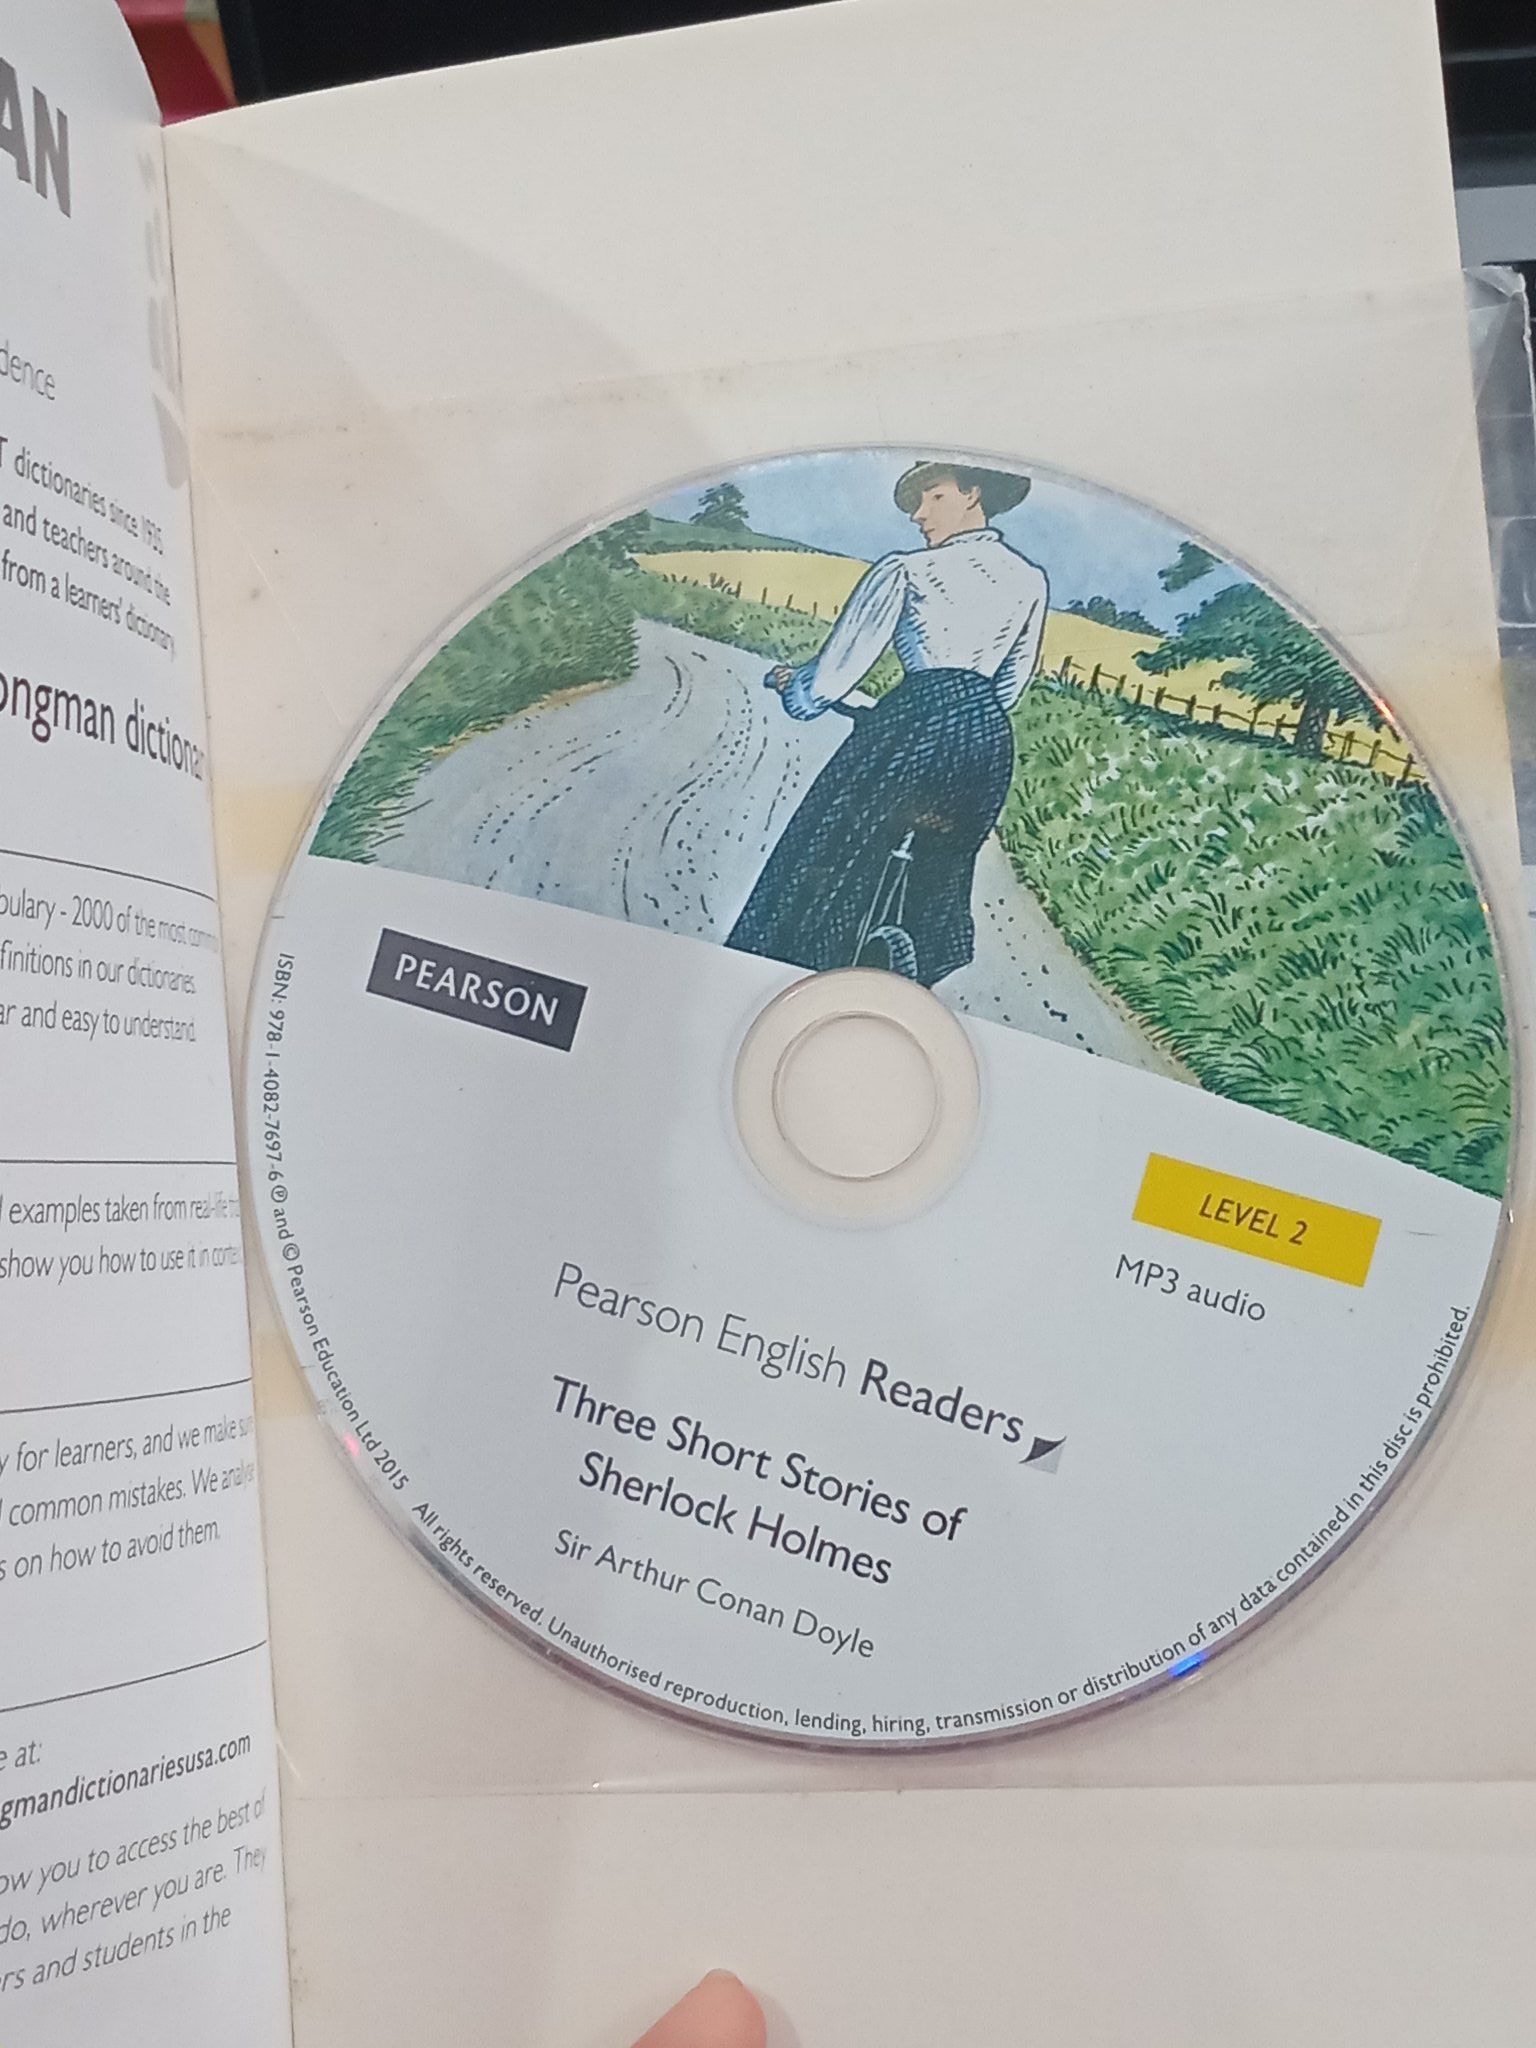 AN
dence
T dictionaries since 1935
and teachers around the
from a learners' dictionary
ongman dictionar
bulary - 2000 of the most comm
finitions in our dictionaries.
ar and easy to understand.
l examples taken from real-life
show you how to use it in conte
y for learners, and we make su
l common mistakes. We analyse
s on how to avoid them.
e at:
gmandictionariesusa.com
ow you to access the best of
do, wherever you are. They
ers and students in the
PEARSON
LEVEL 2
MP3 audio
Pearson English Readers
Three Short Stories of
Sherlock Holmes
Sir Arthur Conan Doyle
ISBN: 978-1-4082-7697-6 ℗ and © Pearson Education Ltd 2015 All rights reserved. Unauthorised reproduction, lending, hiring, transmission or distribution of any data contained in this disc is prohibited.